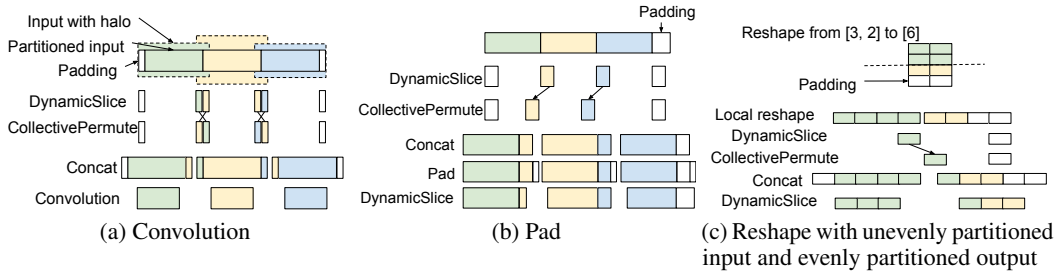 Input with halo
Partitioned input
Padding
DynamicSlice
CollectivePermute
Concat
Convolution
(a) Convolution
Padding
DynamicSlice
CollectivePermute
Concat
Pad
DynamicSlice
(b) Pad
Reshape from [3, 2] to [6]
Padding
Local reshape
DynamicSlice
CollectivePermute
Concat
DynamicSlice
(c) Reshape with unevenly partitioned
input and evenly partitioned output